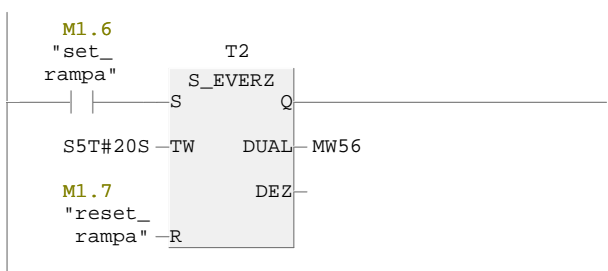 M1.6
"set_
rampa"
T2
S_EVERZ
S Q
S5T#20S TW DUAL MW56
M1.7 DEZ
"reset_
rampa" R